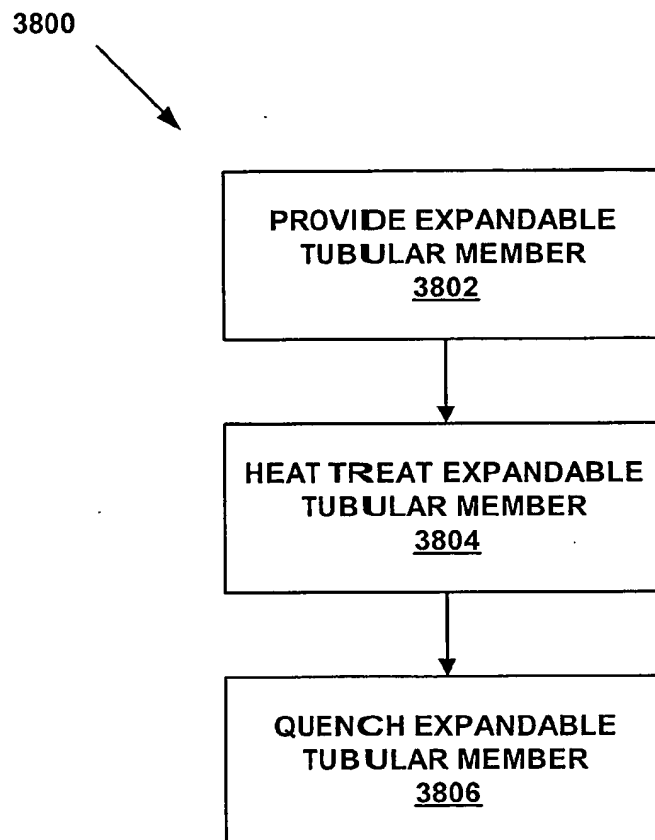 3800
PROVIDE EXPANDABLE
TUBULAR MEMBER
3802
HEAT TREAT EXPANDABLE
TUBULAR MEMBER
3804
QUENCH EXPANDABLE
TUBULAR MEMBER
3806